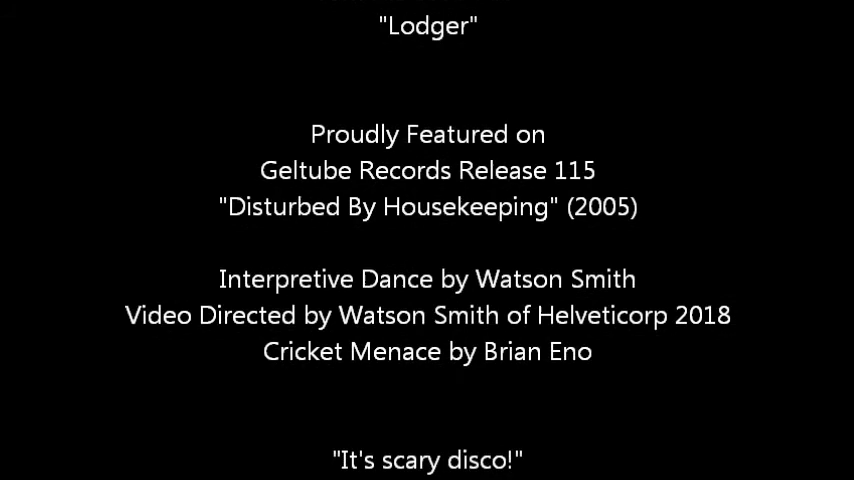 "Lodger"
Proudly Featured on
Geltube Records Release 115
"Disturbed By Housekeeping" (2005)
Interpretive Dance by Watson Smith
Video Directed by Watson Smith of Helveticorp 2018
Cricket Menace by Brian Eno
"It's scary disco!"